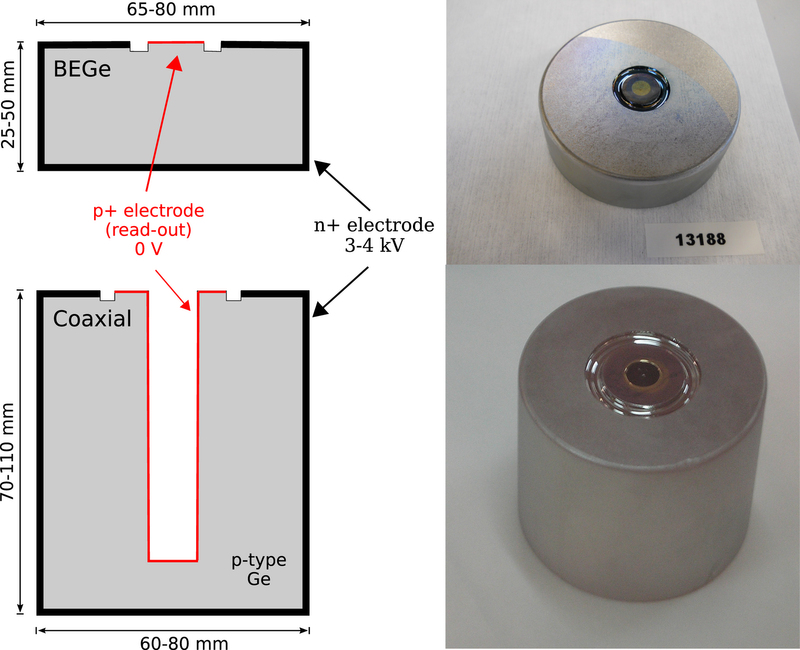 65-80 mm
BEGe
25-50 mm
p+ electrode
(read-out)
0 V
n+ electrode
3-4 kV
13188
Coaxial
70-110 mm
p-type
Ge
60-80 mm